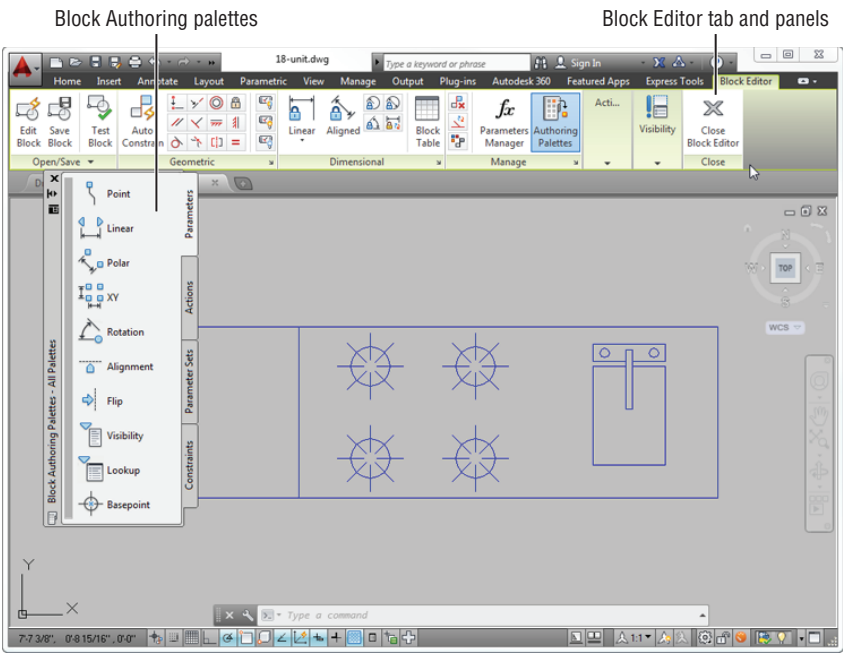 Block Authoring palettes
Block Editor tab and panels
18-unit.dwg
Type a keyword or phrase
Sign In
Home Insert Annotate Layout Parametric View Manage Output Plug-ins Autodesk 360 Featured Apps Express Tools Block Editor
Edit Block
Save Block
Test Block
Auto Constrain
Linear
Aligned
Block Table
fx
Parameters Manager
Authoring Palettes
Acti...
Visibility
Close Block Editor
Open/Save
Geometric
Dimensional
Manage
Close
Point
Linear
Polar
XY
Rotation
Alignment
Flip
Visibility
Lookup
Basepoint
Parameters
Actions
Parameter Sets
Constraints
Block Authoring Palettes - All Palettes
TOP
WCS
Y
X
Type a command
7'-7 3/8", 0'-8 15/16", 0'-0"
1:1